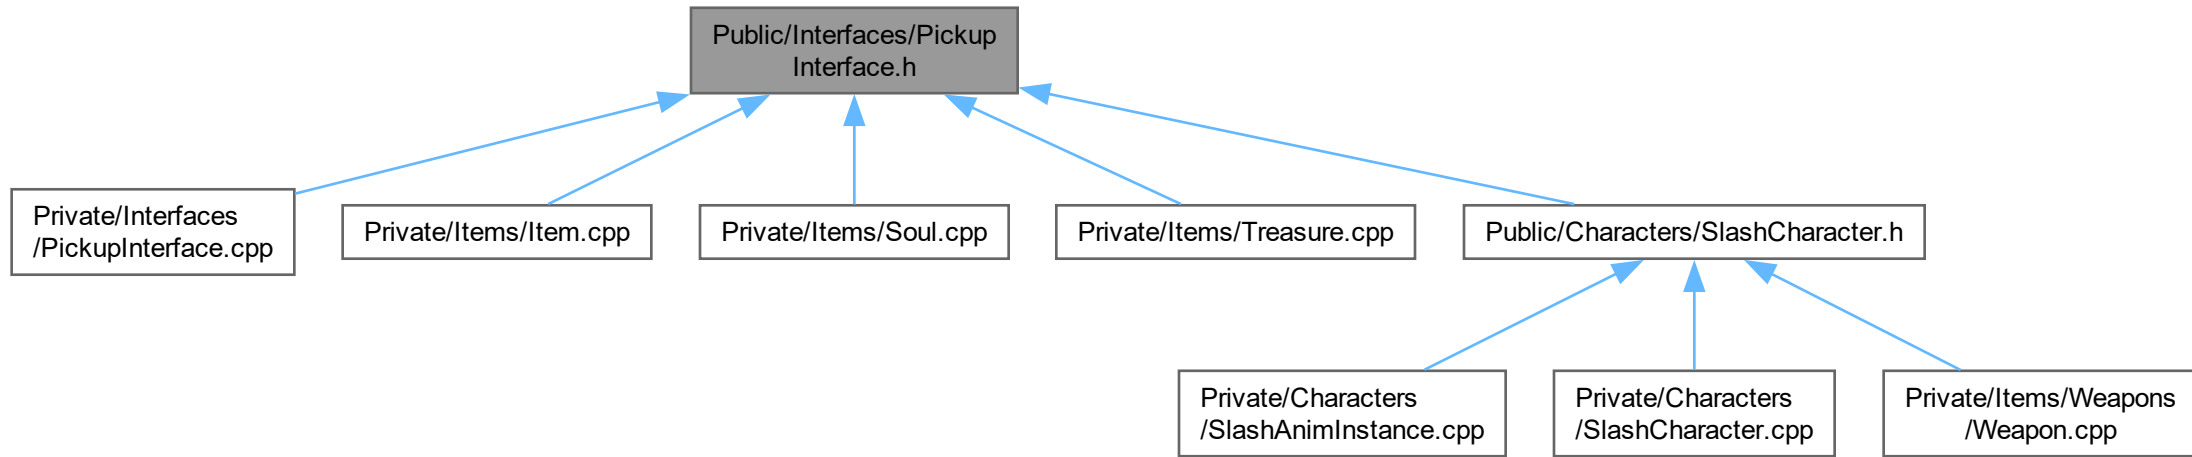 Public/Interfaces/Pickup
Interface.h
Private/Interfaces
/PickupInterface.cpp
Private/Items/Item.cpp
Private/Items/Soul.cpp
Private/Items/Treasure.cpp
Public/Characters/SlashCharacter.h
Private/Characters
/SlashAnimInstance.cpp
Private/Characters
/SlashCharacter.cpp
Private/Items/Weapons
/Weapon.cpp